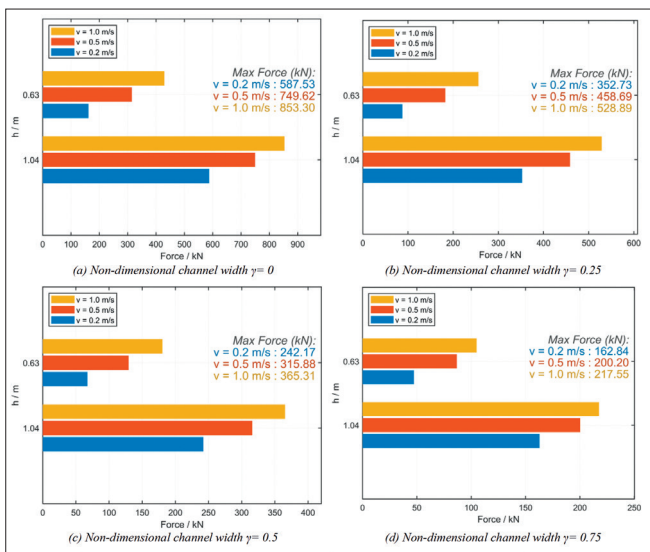 v = 1.0 m/s
v = 0.5 m/s
v = 0.2 m/s
Max Force (kN):
v = 0.2 m/s : 587.53
v = 0.5 m/s : 749.62
v = 1.0 m/s : 853.30
0.63
h / m
1.04
0 100 200 300 400 500 600 700 800 900
Force / kN
(a) Non-dimensional channel width γ= 0
v = 1.0 m/s
v = 0.5 m/s
v = 0.2 m/s
Max Force (kN):
v = 0.2 m/s : 352.73
v = 0.5 m/s : 458.69
v = 1.0 m/s : 528.89
0.63
h / m
1.04
0 100 200 300 400 500 600
Force / kN
(b) Non-dimensional channel width γ= 0.25
v = 1.0 m/s
v = 0.5 m/s
v = 0.2 m/s
Max Force (kN):
v = 0.2 m/s : 242.17
v = 0.5 m/s : 315.88
v = 1.0 m/s : 365.31
0.63
h / m
1.04
0 50 100 150 200 250 300 350 400
Force / kN
(c) Non-dimensional channel width γ= 0.5
v = 1.0 m/s
v = 0.5 m/s
v = 0.2 m/s
Max Force (kN):
v = 0.2 m/s : 162.84
v = 0.5 m/s : 200.20
v = 1.0 m/s : 217.55
0.63
h / m
1.04
0 50 100 150 200 250
Force / kN
(d) Non-dimensional channel width γ= 0.75